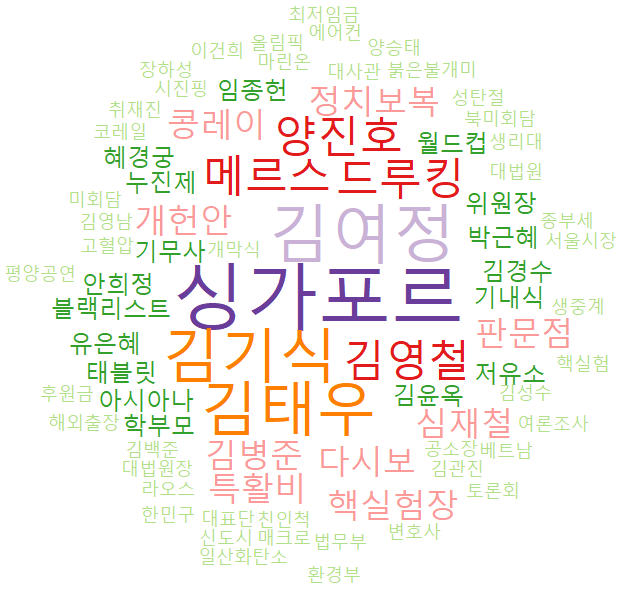 최저임금
에어컨
이건희 올림픽 양승태
마린온
장하성 대사관 붉은불개미
시진핑 임종헌 정치보복 성탄절
취재진 콩레이 양진호 북미회담
코레일 월드컵 생리대
혜경궁 메르스 드루킹 대법원
누진제
미회담 김여정 위원장
김영남 개헌안 박근혜 종부세
고혈압 기무사 개막식 서울시장
평양공연 안희정 싱가포르 김경수
블랙리스트 기내식 생중계
유은혜 김기식 김영철 판문점
태블릿 저유소 핵실험
후원금 아시아나 김태우 김윤옥 김성수
해외출장 학부모 심재철 여론조사
김백준 김병준 다시보 공소장 베트남
대법원장 김관진
라오스 특활비 핵실험장 토론회
한민구 대표단 친인척
신도시 매크로 법무부 변호사
일산화탄소
환경부